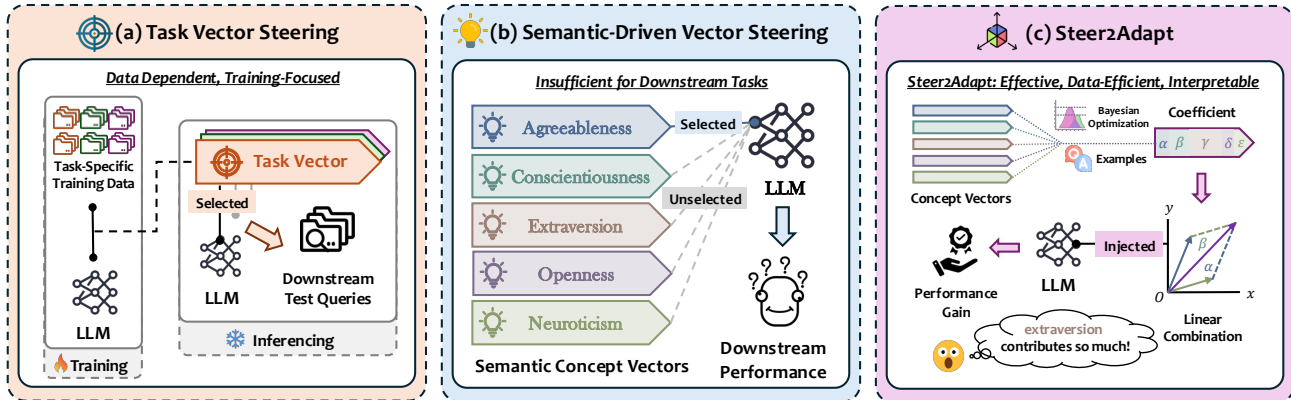 (a) Task Vector Steering
Data Dependent, Training-Focused
Task-Specific
Training Data
LLM
Training
Task Vector
Selected
LLM
Downstream
Test Queries
Inferencing
(b) Semantic-Driven Vector Steering
Insufficient for Downstream Tasks
Agreeableness
Conscientiousness
Extraversion
Openness
Neuroticism
Semantic Concept Vectors
Selected
Unselected
LLM
? ? ? ?
Downstream
Performance
(c) Steer2Adapt
Steer2Adapt: Effective, Data-Efficient, Interpretable
Concept Vectors
Bayesian
Optimization
Q
A
Examples
Coefficient
α β γ δ ε
y
β
α
O
x
Linear
Combination
Injected
LLM
Performance
Gain
extraversion
contributes so much!